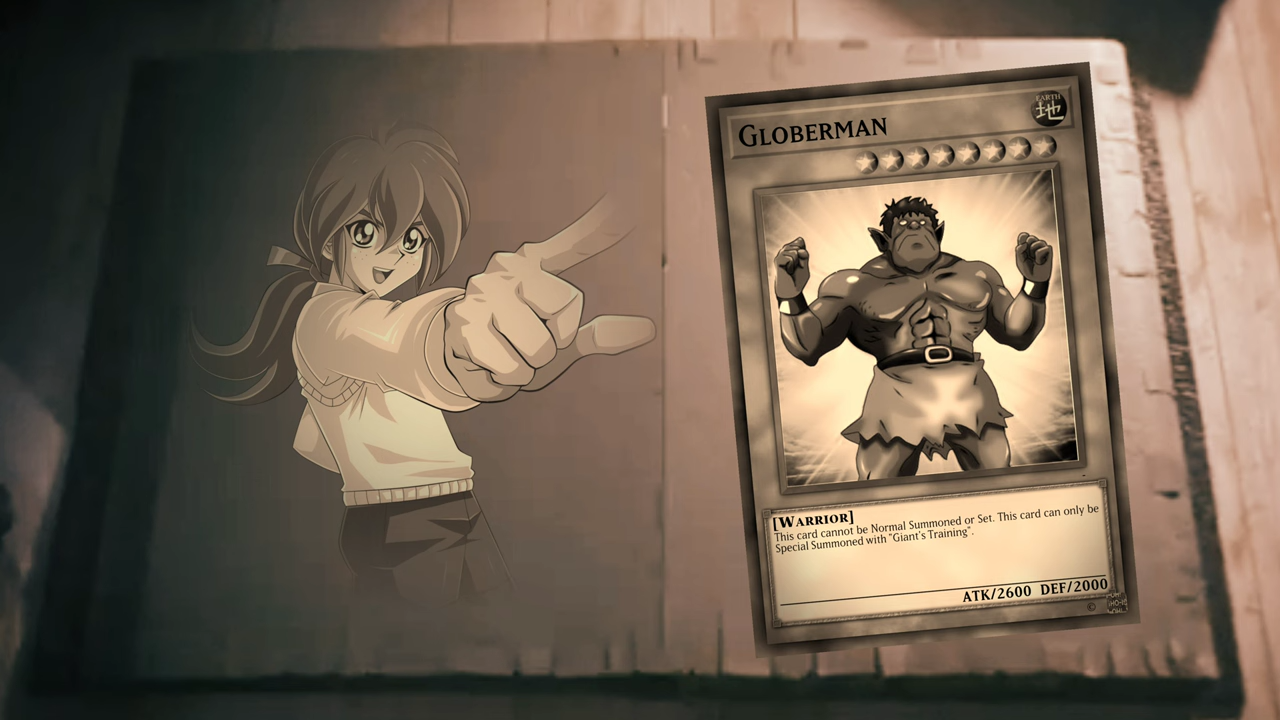 GLOBERMAN
EARTH
地
[WARRIOR]
This card cannot be Normal Summoned or Set. This card can only be
Special Summoned with "Giant's Training".
ATK/2600 DEF/2000
©